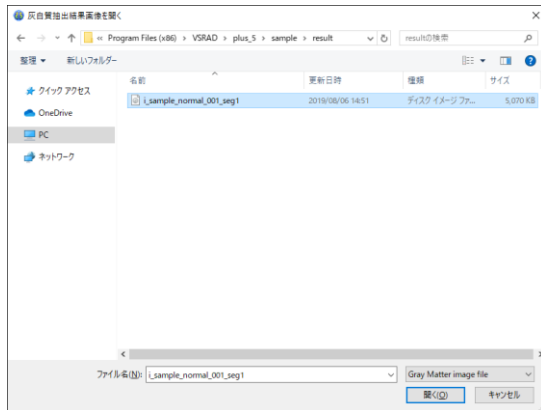 灰白質抽出結果画像を開く
« Program Files (x86) › VSRAD › plus_5 › sample › result
resultの検索
整理 新しいフォルダー
名前 更新日時 種類 サイズ
クイック アクセス
i_sample_normal_001_seg1 2019/08/06 14:51 ディスク イメージ ファ... 5,070 KB
OneDrive
PC
ネットワーク
ファイル名(N): i_sample_normal_001_seg1 Gray Matter image file
開く(O) キャンセル